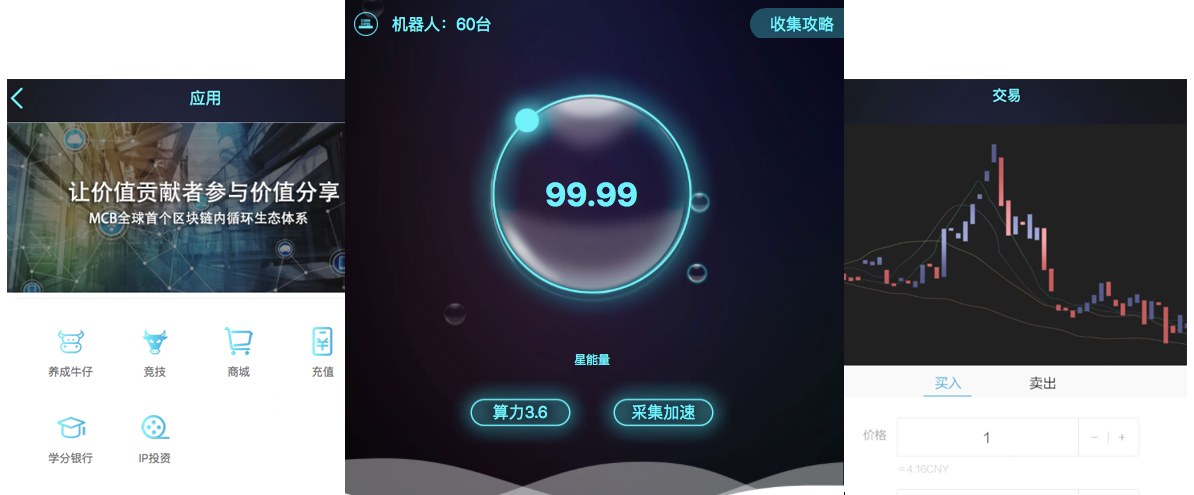 应用
让价值贡献者参与价值分享
MCB全球首个区块链内循环生态体系
养成牛仔
竞技
商城
充值
学分银行
IP投资
机器人：60台
收集攻略
99.99
星能量
算力3.6
采集加速
交易
买入
卖出
价格
1
− | +
≈4.16CNY